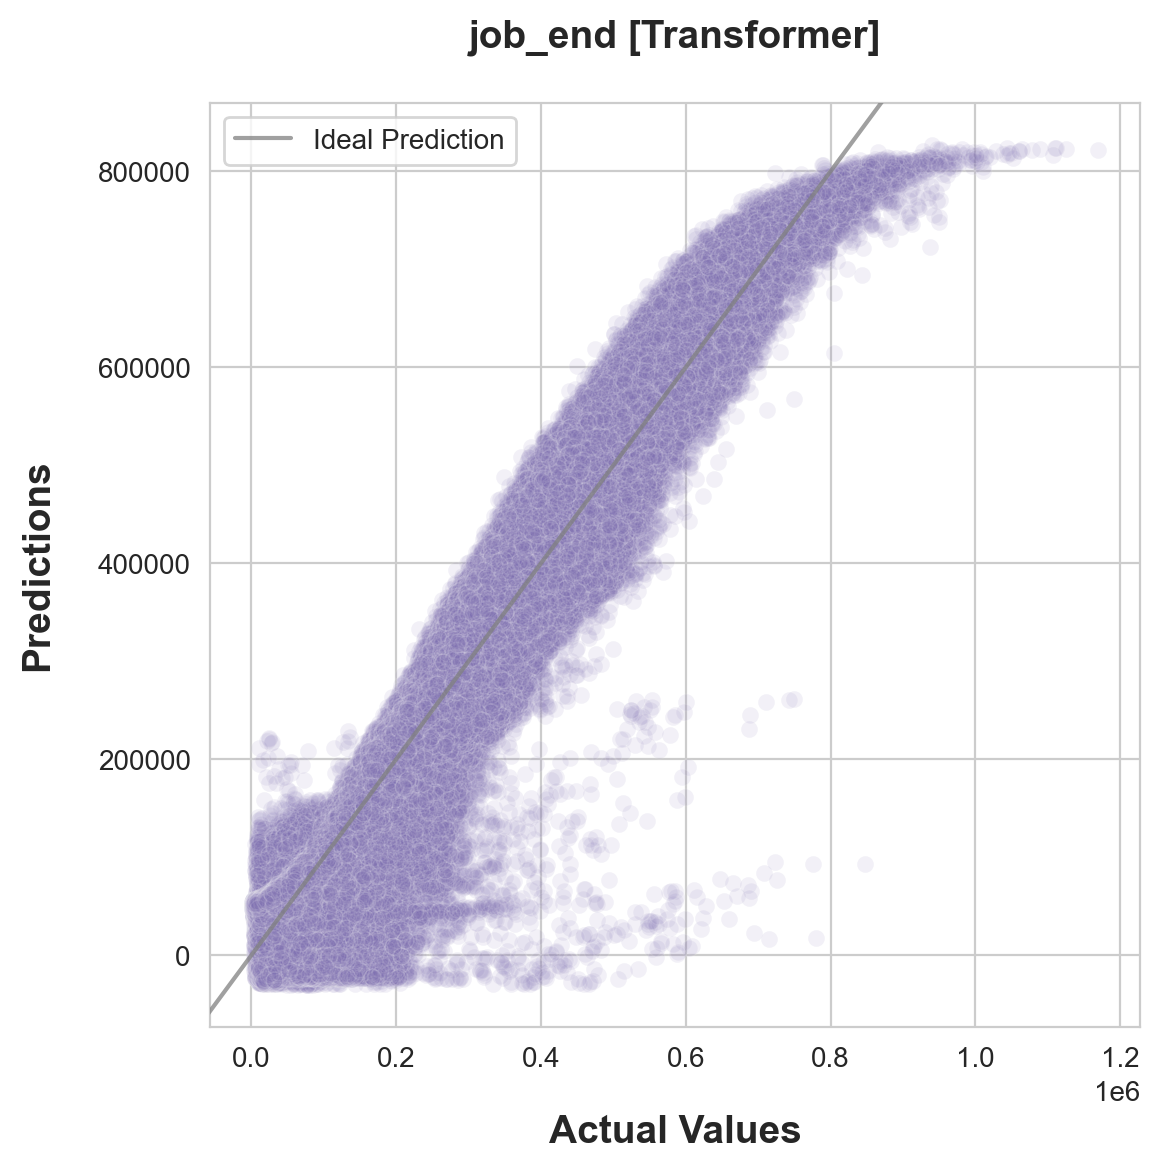 job_end [Transformer]
Ideal Prediction
800000
600000
400000
200000
0
Predictions
0.0 0.2 0.4 0.6 0.8 1.0 1.2
1e6
Actual Values